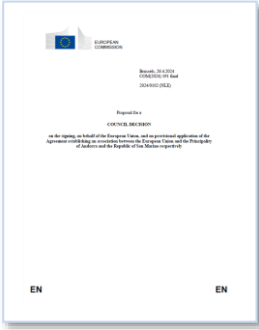 EUROPEAN
COMMISSION
Brussels, 26.4.2024
COM(2024) 191 final
2024/0102 (NLE)
Proposal for a
COUNCIL DECISION
on the signing, on behalf of the European Union, and on provisional application of the
Agreement establishing an association between the European Union and the Principality
of Andorra and the Republic of San Marino respectively
EN
EN